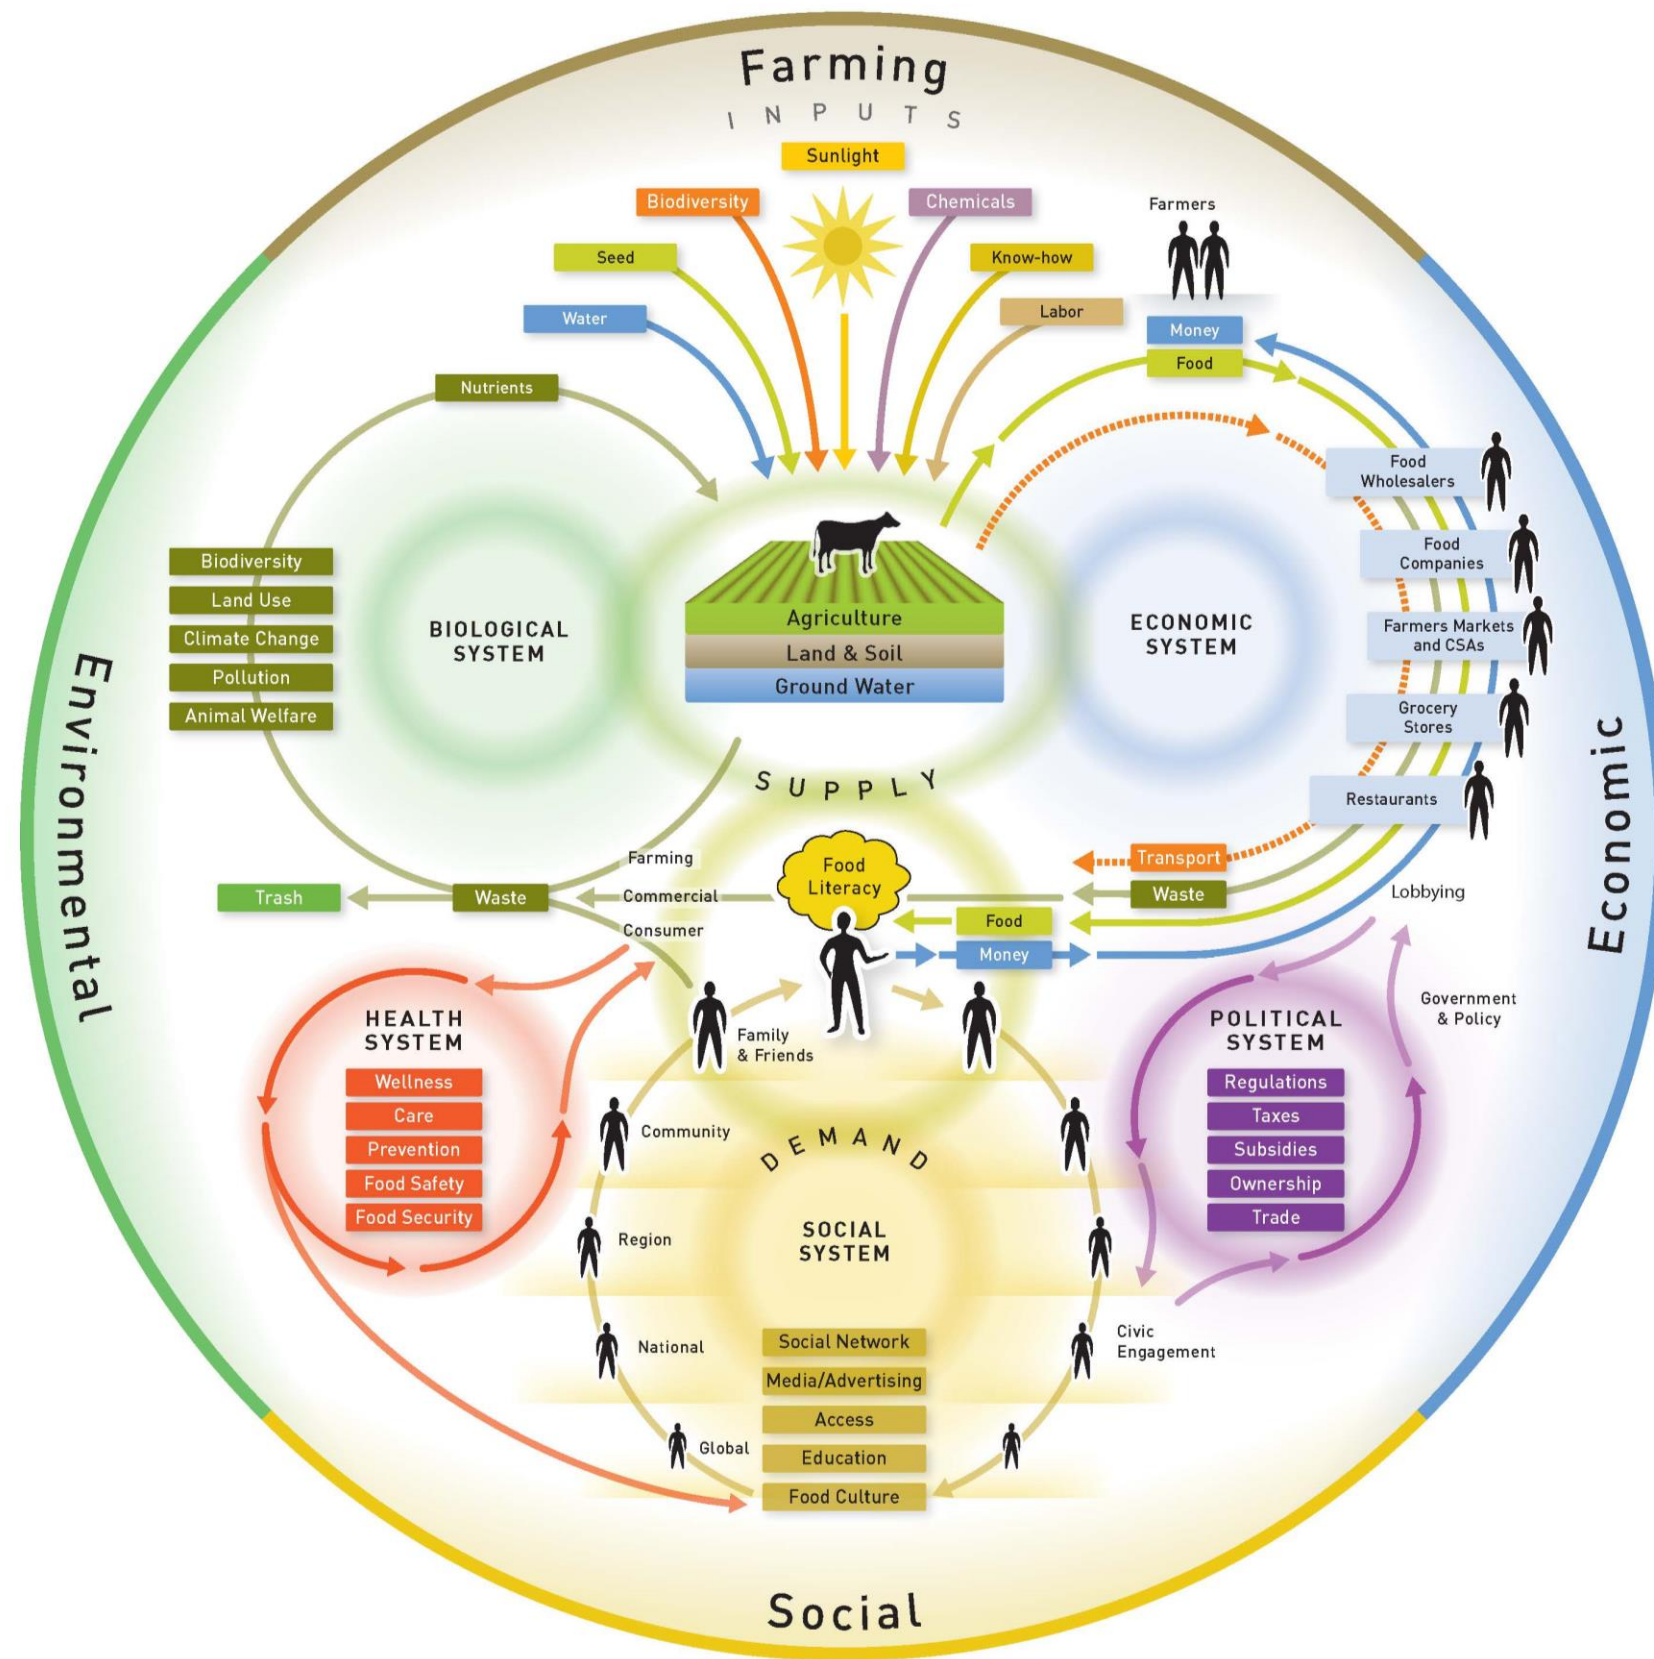 Farming
INPUTS
Sunlight
Biodiversity
Chemicals
Farmers
Seed
Know-how
Water
Labor
Money
Food
Nutrients
Food
Wholesalers
Food
Companies
Farmers Markets
and CSAs
Grocery
Stores
Restaurants
Biodiversity
Land Use
Climate Change
Pollution
Animal Welfare
BIOLOGICAL
SYSTEM
Agriculture
Land & Soil
Ground Water
ECONOMIC
SYSTEM
Environmental
Economic
SUPPLY
Farming
Commercial
Consumer
Trash
Waste
Food
Literacy
Transport
Waste
Food
Money
Lobbying
Government
& Policy
HEALTH
SYSTEM
Wellness
Care
Prevention
Food Safety
Food Security
Family
& Friends
Community
Region
National
Global
DEMAND
SOCIAL
SYSTEM
Social Network
Media/Advertising
Access
Education
Food Culture
POLITICAL
SYSTEM
Regulations
Taxes
Subsidies
Ownership
Trade
Civic
Engagement
Social